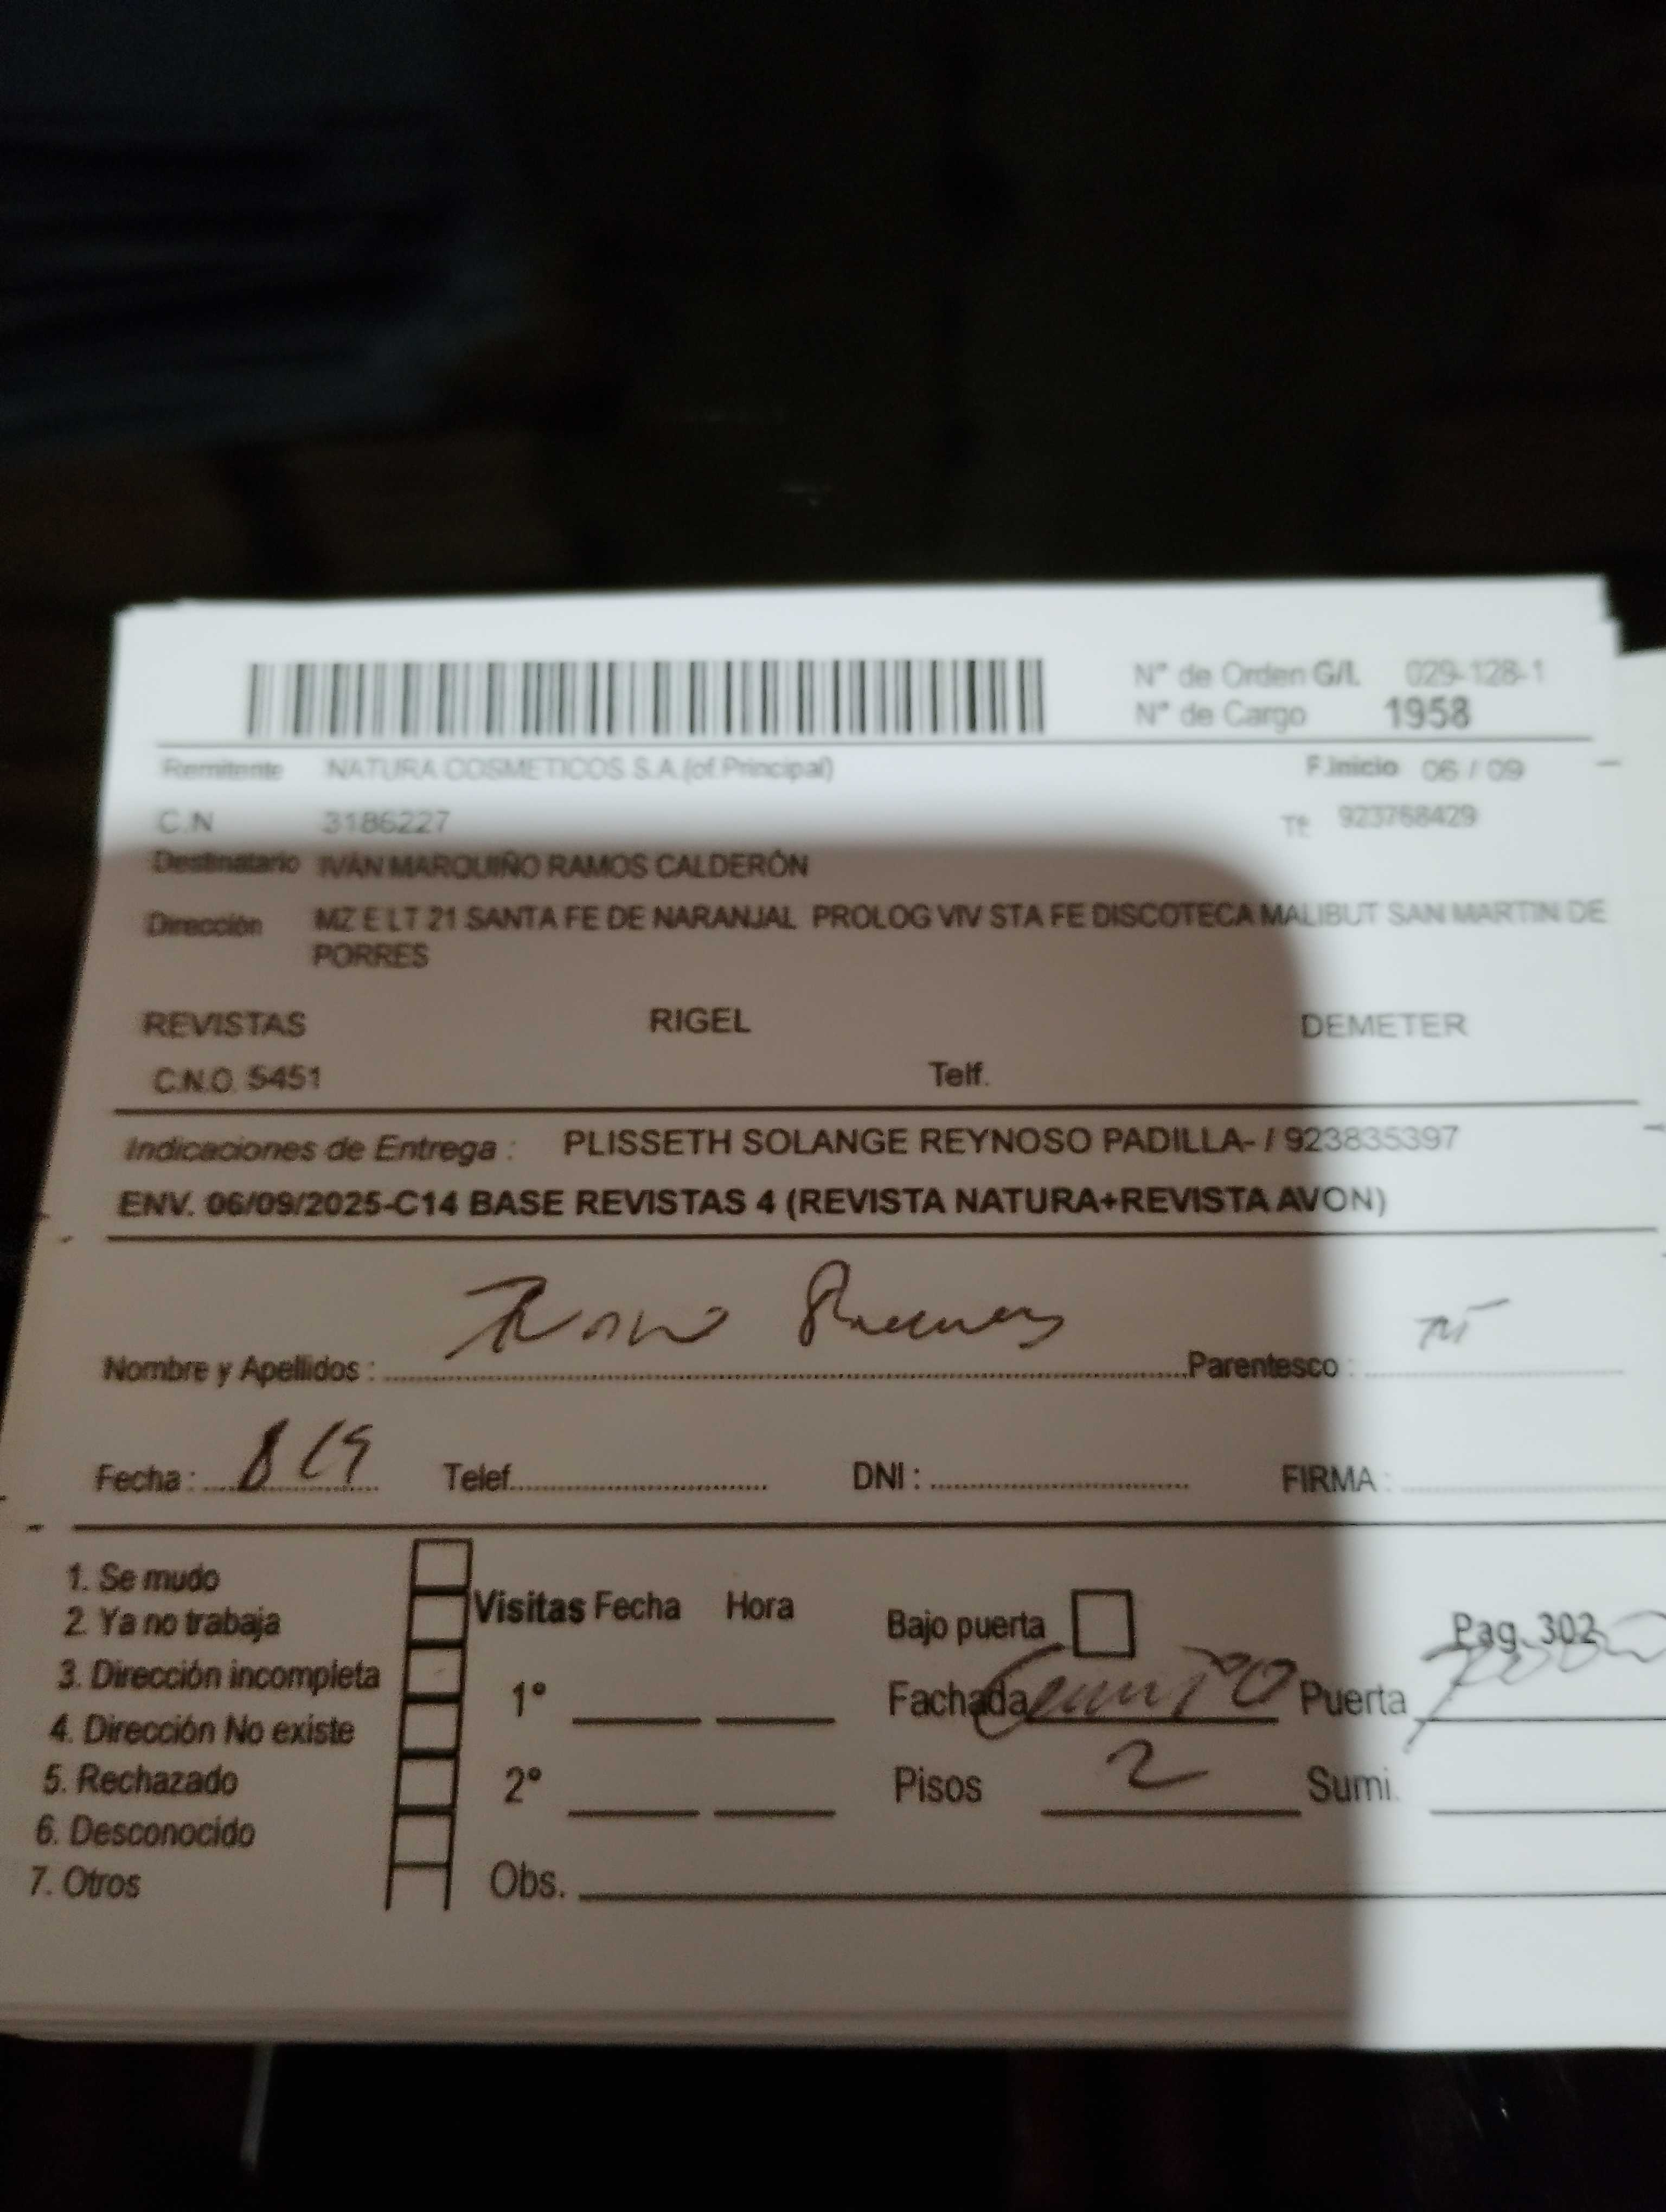 N° de Orden G/L 029-128-1
N° de Cargo 1958
Remitente NATURA COSMETICOS S.A.(of.Principal) F.Inicio 06 / 09
C.N 3186227 Tf: 923768429
Destinatario IVÁN MARQUIÑO RAMOS CALDERÓN
Dirección MZ E LT 21 SANTA FE DE NARANJAL PROLOG VIV STA FE DISCOTECA MALIBUT SAN MARTIN DE
PORRES
REVISTAS RIGEL DEMETER
C.N.O. 5451 Telf.
Indicaciones de Entrega : PLISSETH SOLANGE REYNOSO PADILLA- / 923835397
ENV. 06/09/2025-C14 BASE REVISTAS 4 (REVISTA NATURA+REVISTA AVON)
Nombre y Apellidos : Parentesco :
Fecha : Telef. DNI : FIRMA :
1. Se mudo
2. Ya no trabaja
3. Dirección incompleta
4. Dirección No existe
5. Rechazado
6. Desconocido
7. Otros
Visitas Fecha Hora
1°
2°
Obs.
Bajo puerta Pag. 302
Fachada Puerta
Pisos 2 Sumi.